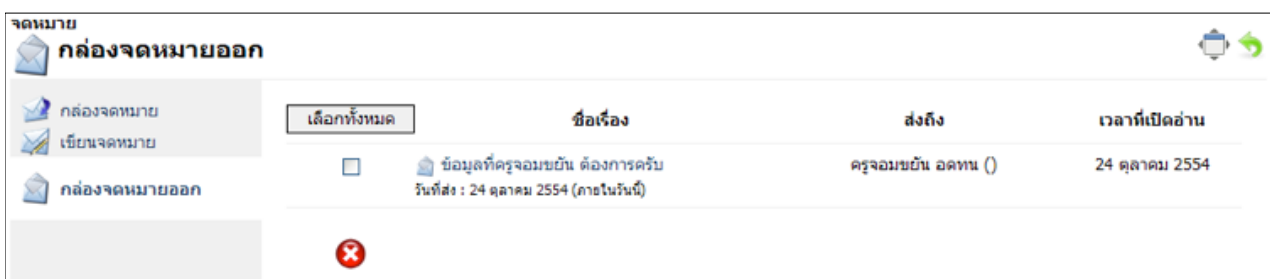 จดหมาย
กล่องจดหมายออก
กล่องจดหมาย
เขียนจดหมาย
กล่องจดหมายออก
เลือกทั้งหมด ชื่อเรื่อง ส่งถึง เวลาที่เปิดอ่าน
ข้อมูลที่ครูจอมขยัน ต้องการครับ ครูจอมขยัน อดทน () 24 ตุลาคม 2554
วันที่ส่ง : 24 ตุลาคม 2554 (ภายในวันนี้)